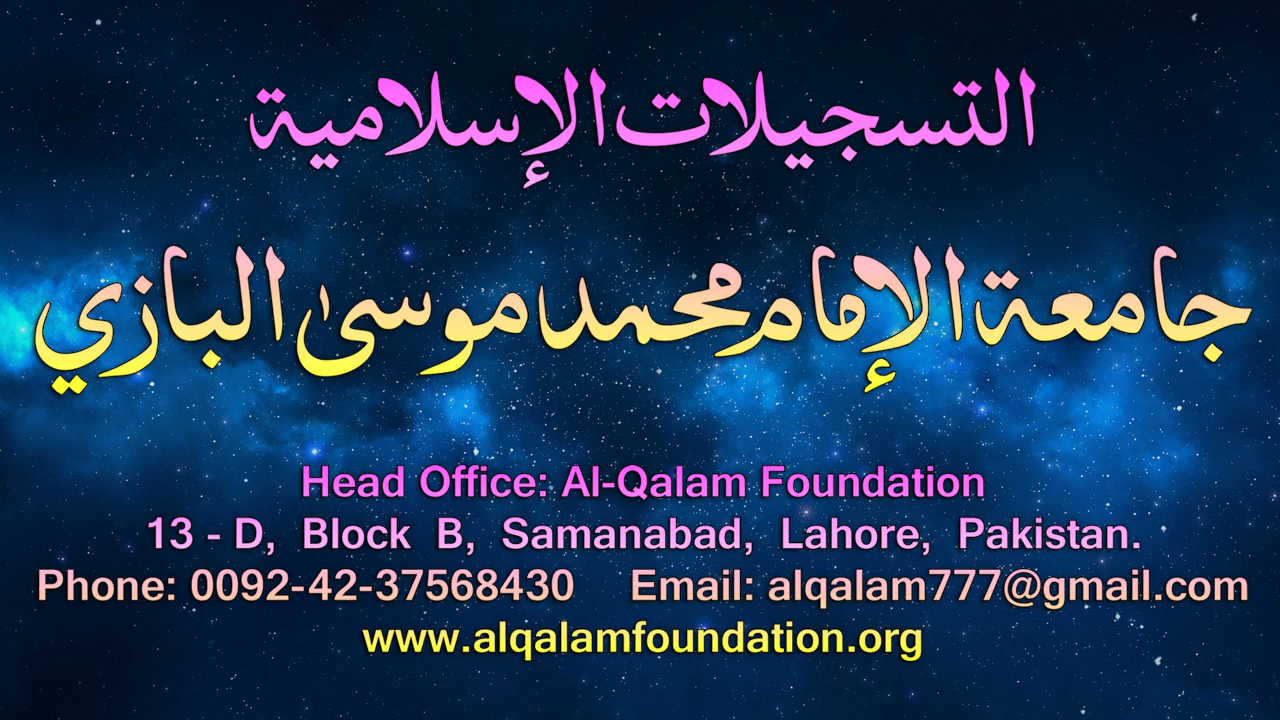 التسجيلات الإسلامية
جامعة الإمام محمد موسىٰ البازي
Head Office: Al-Qalam Foundation
13 - D, Block B, Samanabad, Lahore, Pakistan.
Phone: 0092-42-37568430 Email: alqalam777@gmail.com
www.alqalamfoundation.org